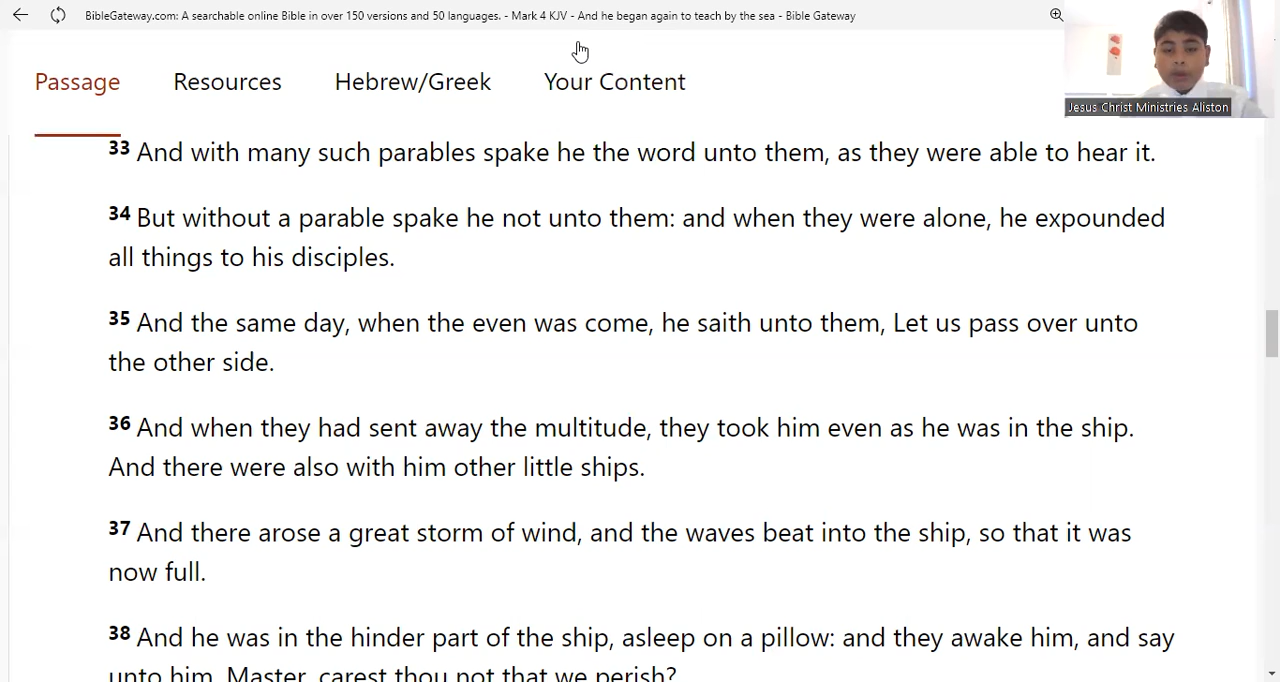 BibleGateway.com: A searchable online Bible in over 150 versions and 50 languages. - Mark 4 KJV - And he began again to teach by the sea - Bible Gateway
Jesus Christ Ministries Aliston
Passage Resources Hebrew/Greek Your Content
33 And with many such parables spake he the word unto them, as they were able to hear it.
34 But without a parable spake he not unto them: and when they were alone, he expounded
all things to his disciples.
35 And the same day, when the even was come, he saith unto them, Let us pass over unto
the other side.
36 And when they had sent away the multitude, they took him even as he was in the ship.
And there were also with him other little ships.
37 And there arose a great storm of wind, and the waves beat into the ship, so that it was
now full.
38 And he was in the hinder part of the ship, asleep on a pillow: and they awake him, and say
unto him, Master, carest thou not that we perish?